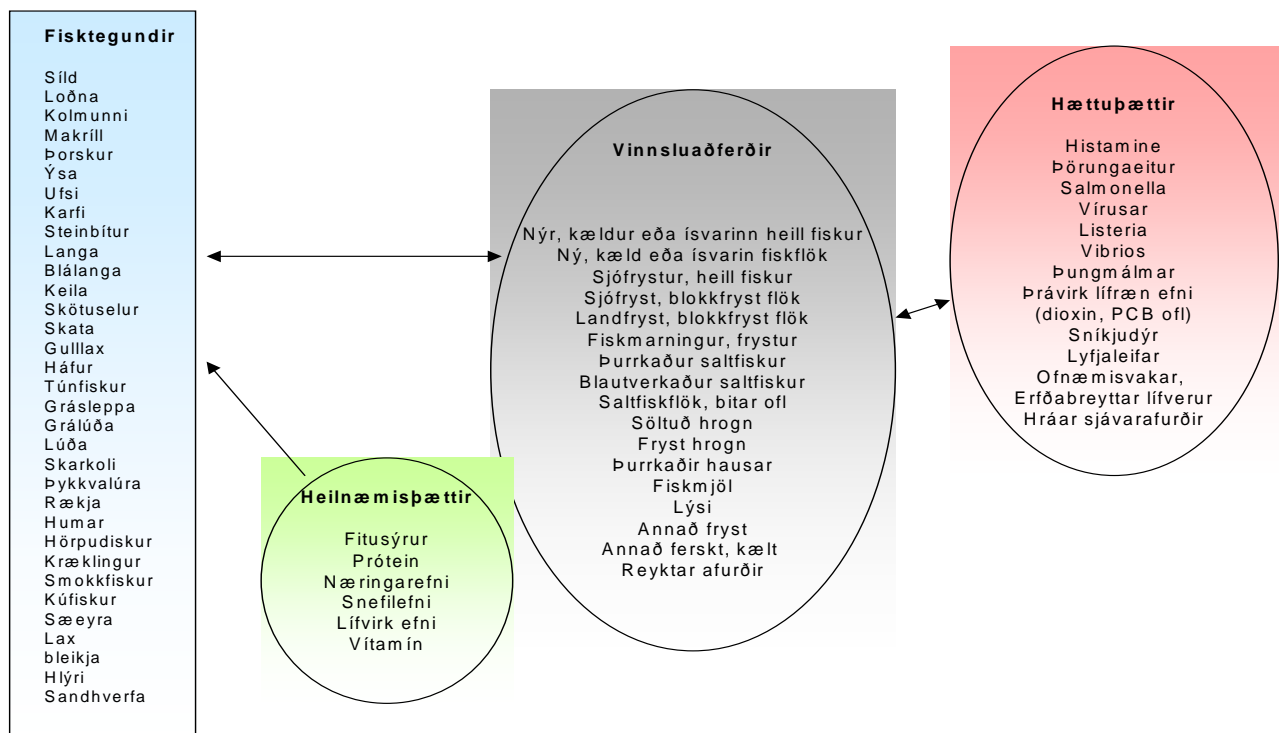 Fisktegundir
Síld
Loðna
Kolmunni
Makríll
Þorskur
Ýsa
Ufsi
Karfi
Steinbítur
Langa
Blálanga
Keila
Skötuselur
Skata
Gulllax
Háfur
Túnfiskur
Grásleppa
Grálúða
Lúða
Skarkoli
Þykkvalúra
Rækja
Humar
Hörpudiskur
Kræklingur
Smokkfiskur
Kúfiskur
Sæeyra
Lax
bleikja
Hlýri
Sandhverfa
Heilnæmisþættir
Fitusýrur
Prótein
Næringarefni
Snefilefni
Lífvirk efni
Vítamín
Vinnsluaðferðir
Nýr, kældur eða ísvarinn heill fiskur
Ný, kæld eða ísvarin fiskflök
Sjófrystur, heill fiskur
Sjófryst, blokkfryst flök
Landfryst, blokkfryst flök
Fiskmarningur, frystur
Þurrkaður saltfiskur
Blautverkaður saltfiskur
Saltfiskflök, bitar ofl
Söltuð hrogn
Fryst hrogn
Þurrkaðir hausar
Fiskmjöl
Lýsi
Annað fryst
Annað ferskt, kælt
Reyktar afurðir
Hættuþættir
Histamine
Þörungaeitur
Salmonella
Vírusar
Listeria
Vibrios
Þungmálmar
Þrávirk lífræn efni
(dioxin, PCB ofl)
Sníkjudýr
Lyfjaleifar
Ofnæmisvakar,
Erfðabreyttar lífverur
Hráar sjávarafurðir